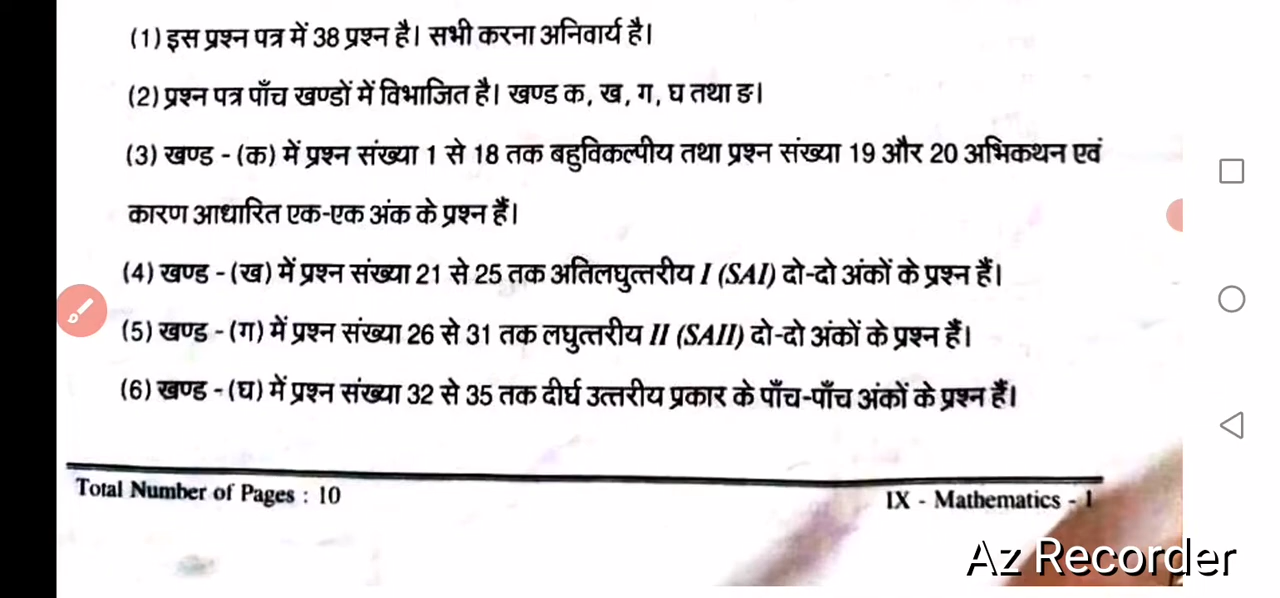 (1) इस प्रश्न पत्र में 38 प्रश्न है। सभी करना अनिवार्य है।
(2) प्रश्न पत्र पाँच खण्डों में विभाजित है। खण्ड क, ख, ग, घ तथा ङ।
(3) खण्ड - (क) में प्रश्न संख्या 1 से 18 तक बहुविकल्पीय तथा प्रश्न संख्या 19 और 20 अभिकथन एवं
कारण आधारित एक-एक अंक के प्रश्न हैं।
(4) खण्ड - (ख) में प्रश्न संख्या 21 से 25 तक अतिलघुत्तरीय I (SAI) दो-दो अंकों के प्रश्न हैं।
(5) खण्ड - (ग) में प्रश्न संख्या 26 से 31 तक लघुत्तरीय II (SAII) दो-दो अंकों के प्रश्न हैं।
(6) खण्ड - (घ) में प्रश्न संख्या 32 से 35 तक दीर्घ उत्तरीय प्रकार के पाँच-पाँच अंकों के प्रश्न हैं।
Total Number of Pages : 10
IX - Mathematics - 1
Az Recorder